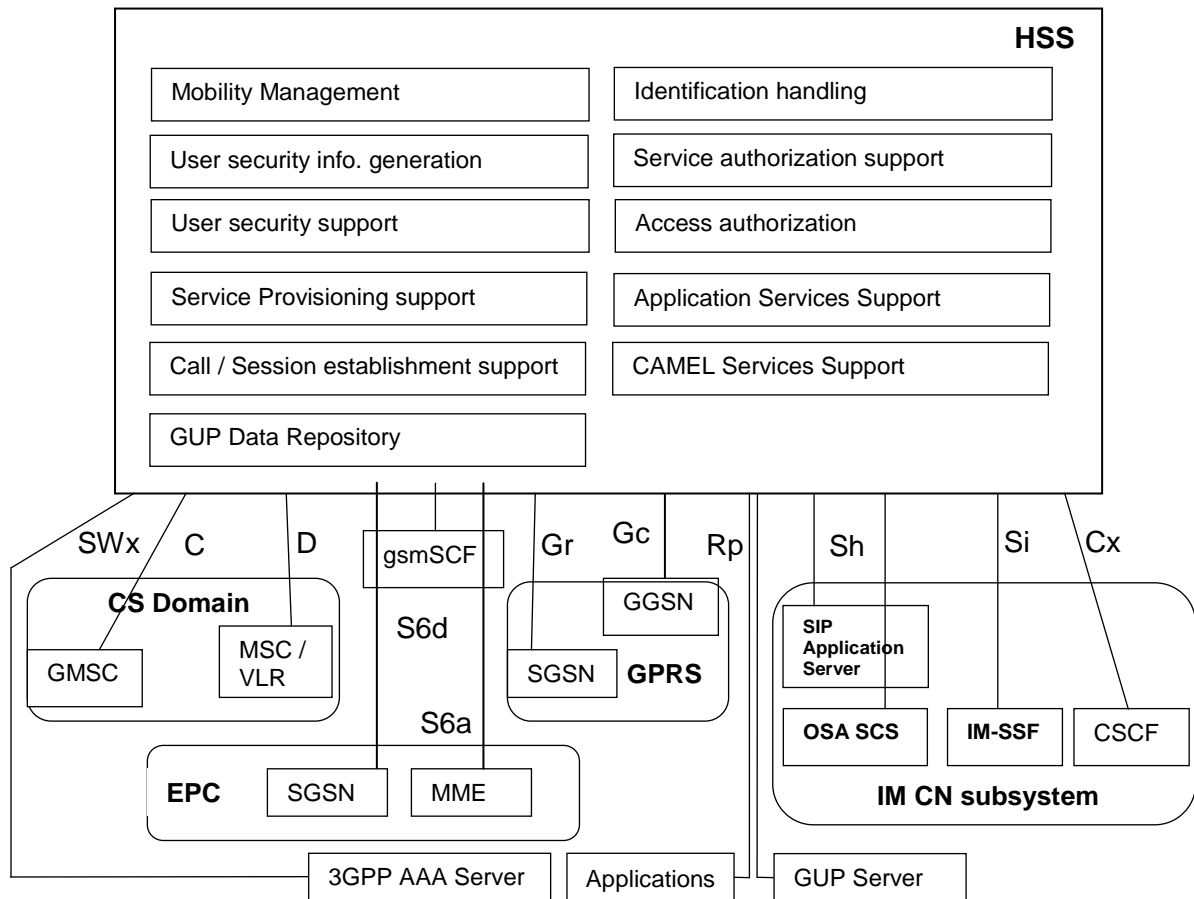 HSS
Mobility Management
Identification handling
User security info. generation
Service authorization support
User security support
Access authorization
Service Provisioning support
Application Services Support
Call / Session establishment support
CAMEL Services Support
GUP Data Repository
SWx
C
D
gsmSCF
Gr
Gc
Rp
Sh
Si
Cx
CS Domain
GMSC
MSC /
VLR
S6d
GGSN
SGSN
GPRS
SIP
Application
Server
OSA SCS
IM-SSF
CSCF
IM CN subsystem
S6a
EPC
SGSN
MME
3GPP AAA Server
Applications
GUP Server